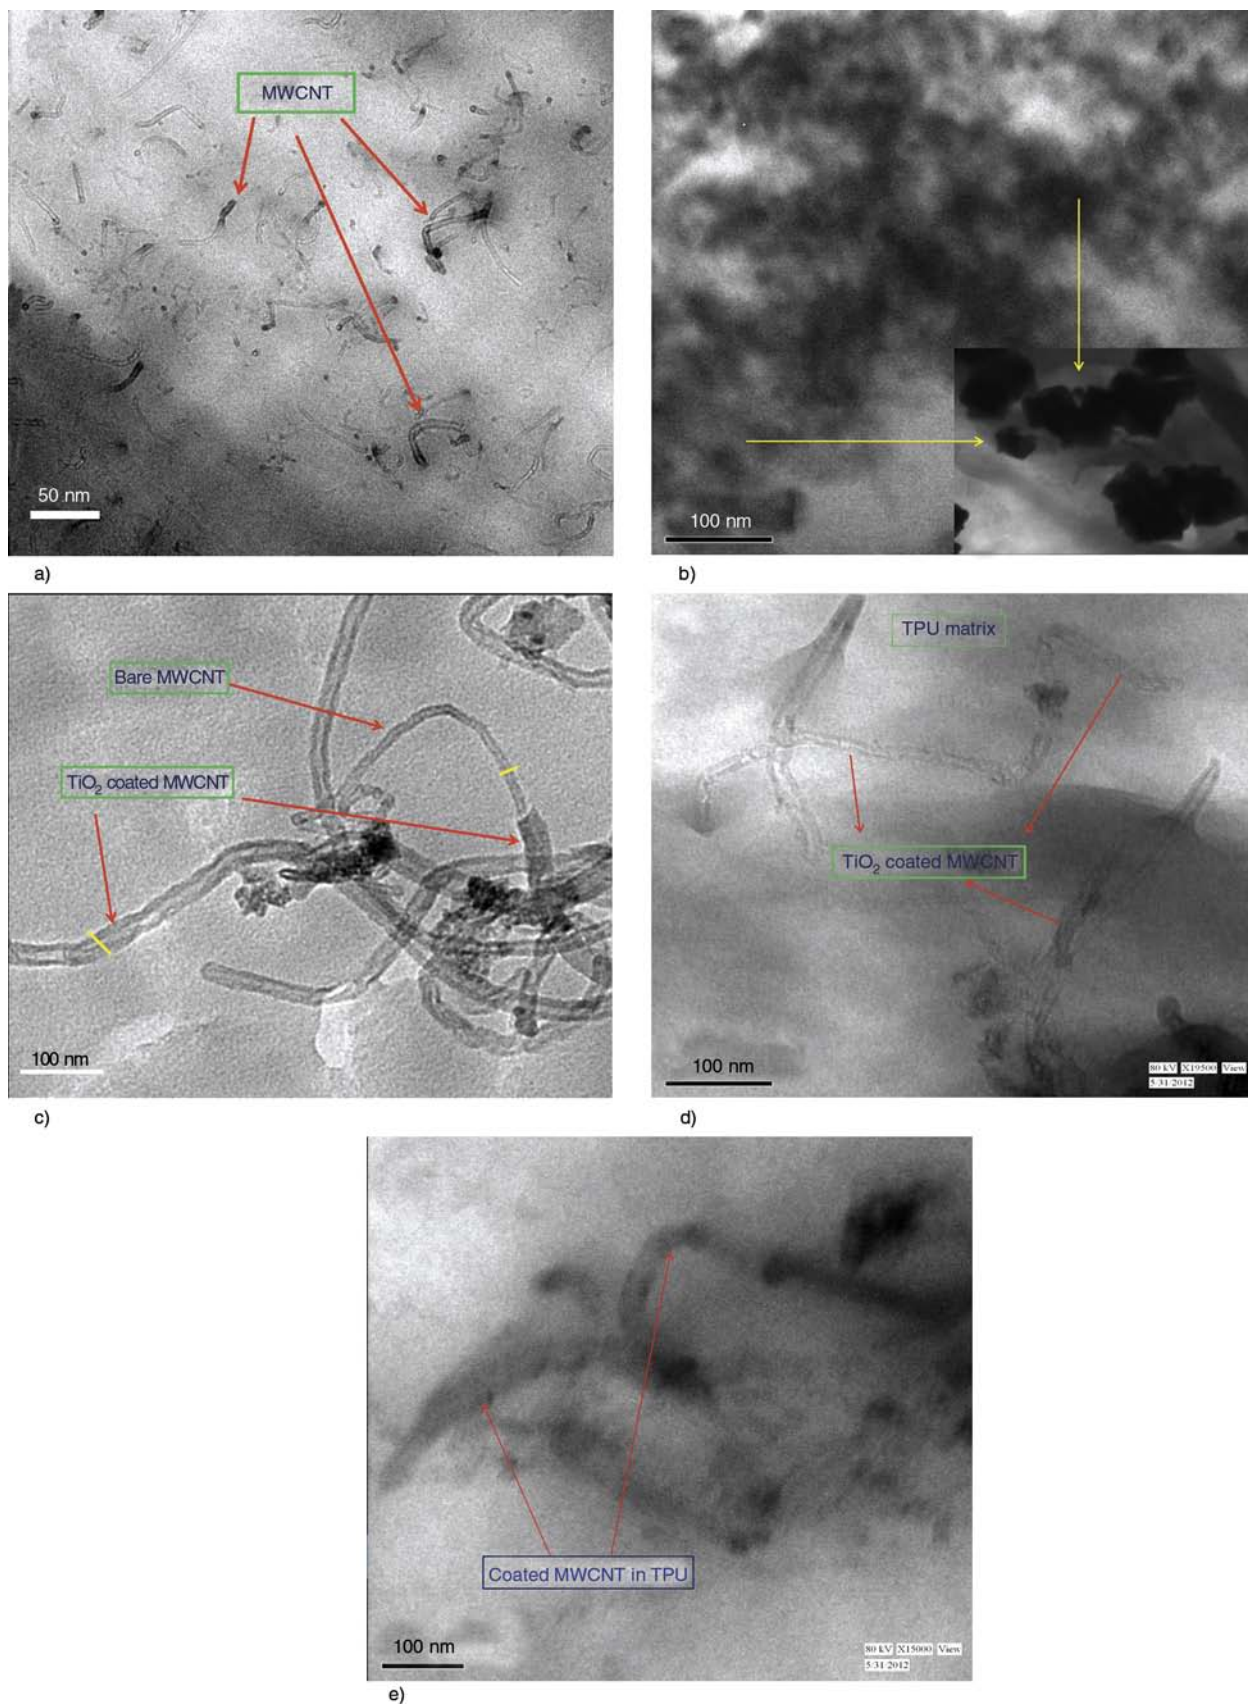 MWCNT
50 nm
100 nm
a)
b)
Bare MWCNT
TiO₂ coated MWCNT
100 nm
TPU matrix
TiO₂ coated MWCNT
100 nm
80 kV X19500 View
5/31/2012
c)
d)
Coated MWCNT in TPU
100 nm
80 kV X15000 View
5/31/2012
e)